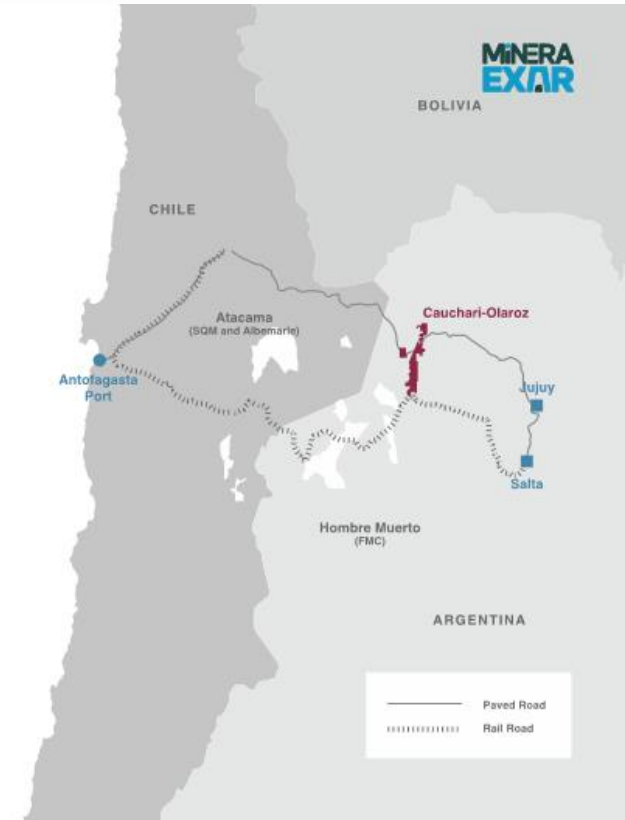 MINERA
EXAR
BOLIVIA
CHILE
Cauchari-Olaroz
Atacama
(SQM and Albemarle)
Antofagasta
Port
Jujuy
Salta
Hombre Muerto
(FMC)
ARGENTINA
Paved Road
Rail Road